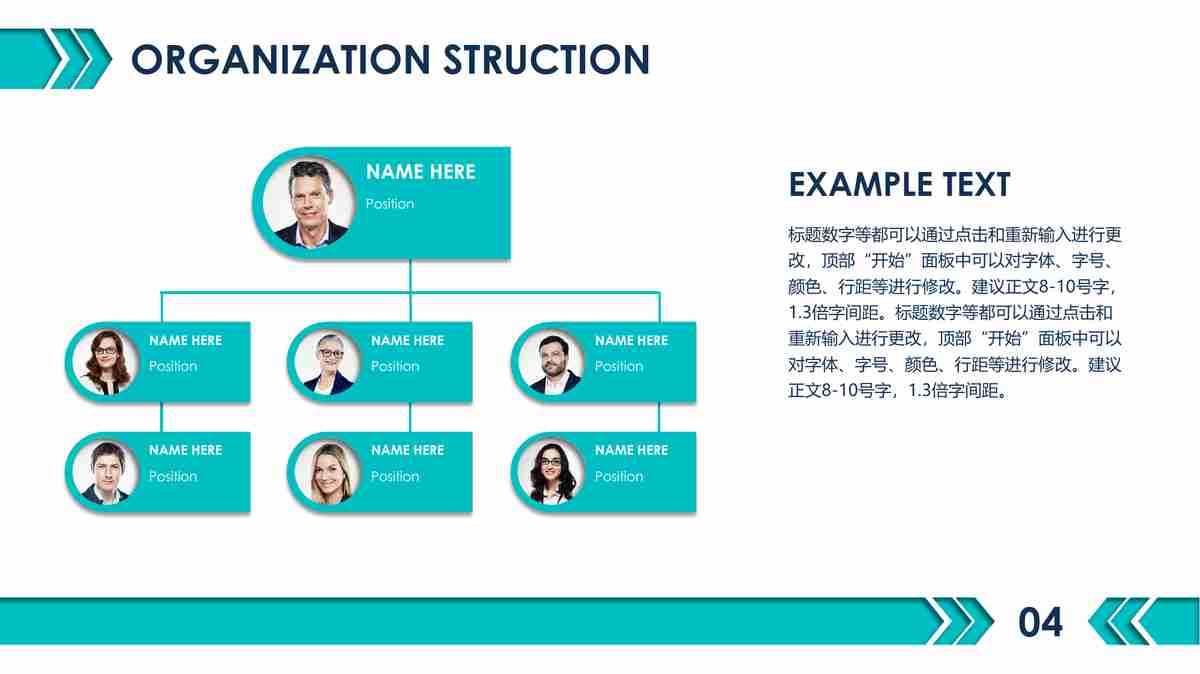 ORGANIZATION STRUCTION
NAME HERE
Position
NAME HERE
Position
NAME HERE
Position
NAME HERE
Position
NAME HERE
Position
NAME HERE
Position
NAME HERE
Position
EXAMPLE TEXT
标题数字等都可以通过点击和重新输入进行更
改，顶部“开始”面板中可以对字体、字号、
颜色、行距等进行修改。建议正文8-10号字，
1.3倍字间距。标题数字等都可以通过点击和
重新输入进行更改，顶部“开始”面板中可以
对字体、字号、颜色、行距等进行修改。建议
正文8-10号字，1.3倍字间距。
04